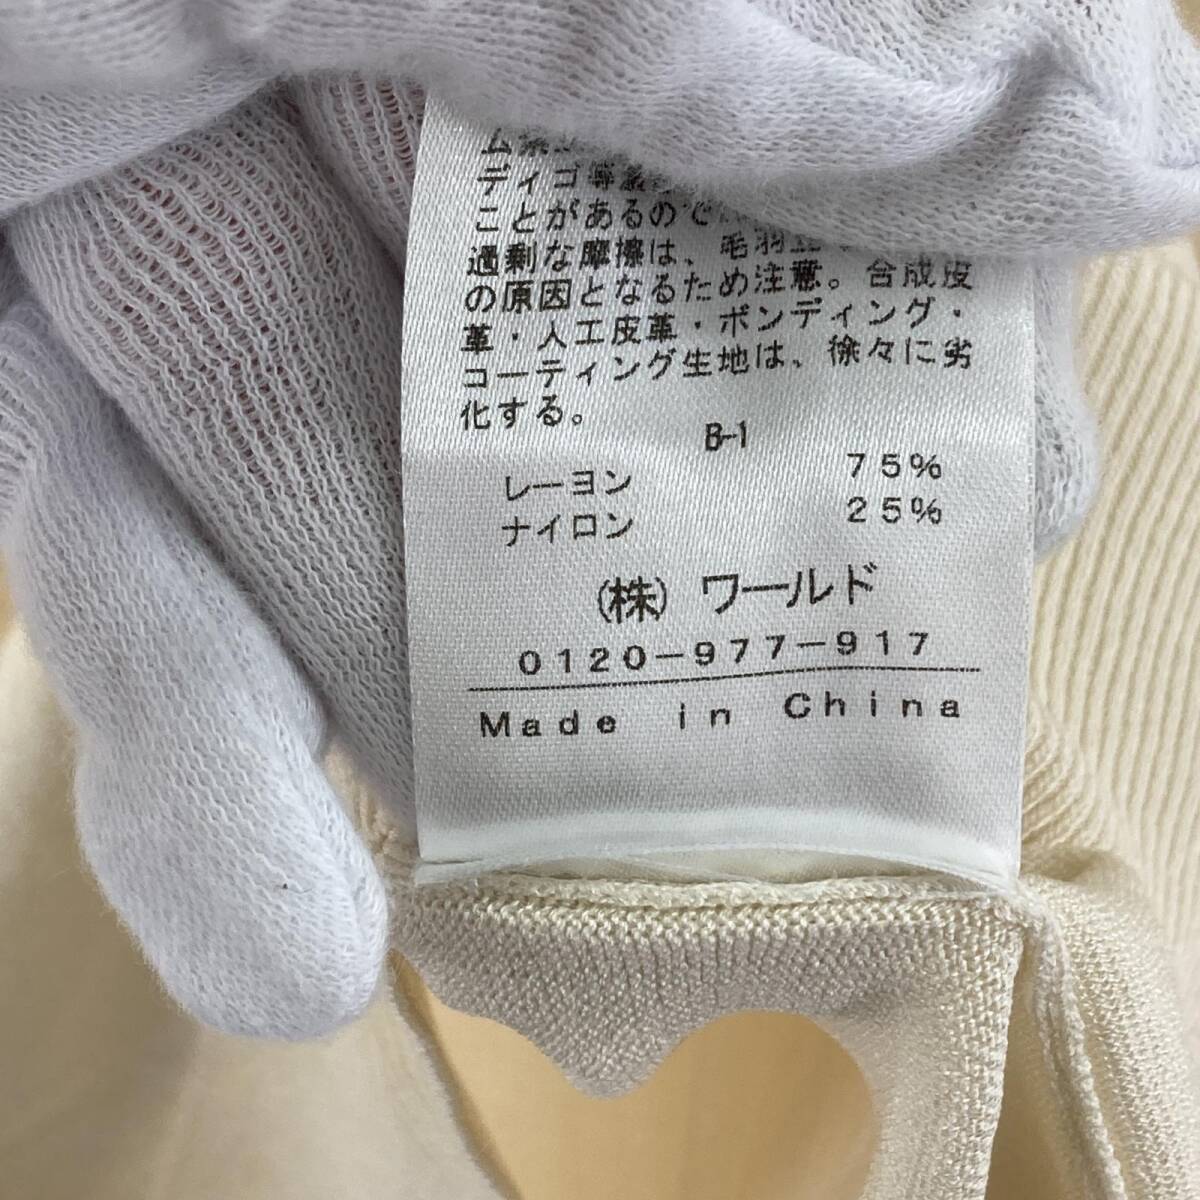 ディゴ等
ことがあるので
過剰な摩擦は、毛羽立
の原因となるため注意。合成皮
革・人工皮革・ボンディング・
コーティング生地は、徐々に劣
化する。
B-1
レーヨン 75%
ナイロン 25%
(株)ワールド
0120-977-917
Made in China